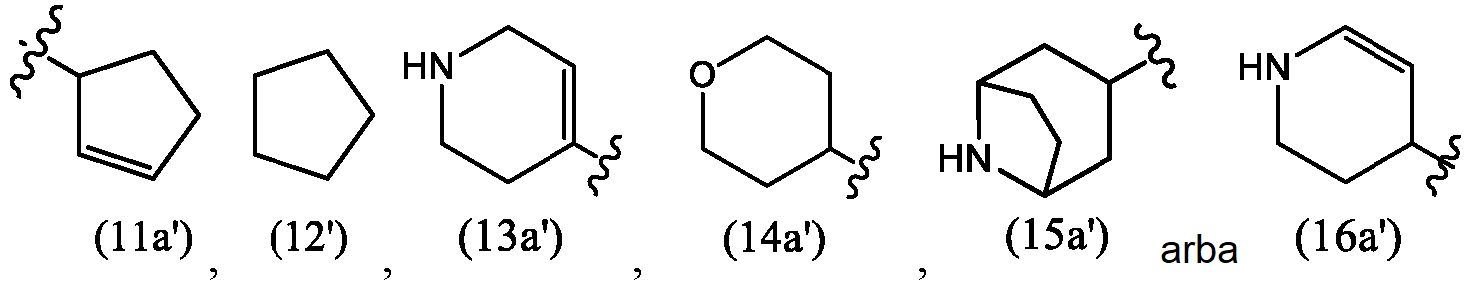 HN O HN HN
(11a') , (12') , (13a') , (14a') , (15a') arba (16a')